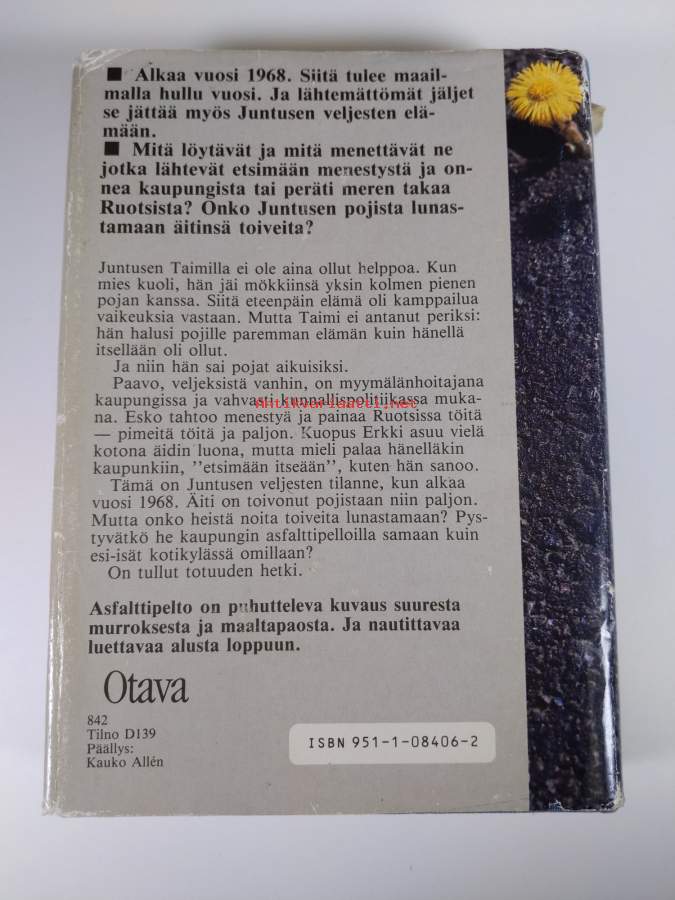 ■ Alkaa vuosi 1968. Siitä tulee maail-
malla hullu vuosi. Ja lähtemättömät jäljet
se jättää myös Juntusen veljesten elä-
mään.
■ Mitä löytävät ja mitä menettävät ne
jotka lähtevät etsimään menestystä ja on-
nea kaupungista tai peräti meren takaa
Ruotsista? Onko Juntusen pojista lunas-
tamaan äitinsä toiveita?
Juntusen Taimilla ei ole aina ollut helppoa. Kun
mies kuoli, hän jäi mökkiinsä yksin kolmen pienen
pojan kanssa. Siitä eteenpäin elämä oli kamppailua
vaikeuksia vastaan. Mutta Taimi ei antanut periksi:
hän halusi pojille paremman elämän kuin hänellä
itsellään oli ollut.
Ja niin hän sai pojat aikuisiksi.
Paavo, veljeksistä vanhin, on myymälänhoitajana
kaupungissa ja vahvasti kunnallispolitiikassa muka-
Antikvariaatti.net
na. Esko tahtoo menestyä ja painaa Ruotsissa töitä
— pimeitä töitä ja paljon. Kuopus Erkki asuu vielä
kotona äidin luona, mutta mieli palaa hänelläkin
kaupunkiin, ”etsimään itseään”, kuten hän sanoo.
Tämä on Juntusen veljesten tilanne, kun alkaa
vuosi 1968. Äiti on toivonut pojistaan niin paljon.
Mutta onko heistä noita toiveita lunastamaan? Pys-
tyvätkö he kaupungin asfalttipelloilla samaan kuin
esi-isät kotikylässä omillaan?
On tullut totuuden hetki.
Asfalttipelto on puhutteleva kuvaus suuresta
murroksesta ja maaltapaosta. Ja nautittavaa
luettavaa alusta loppuun.
Otava
842
Tilno D139
Päällys:
Kauko Allén
ISBN 951-1-08406-2